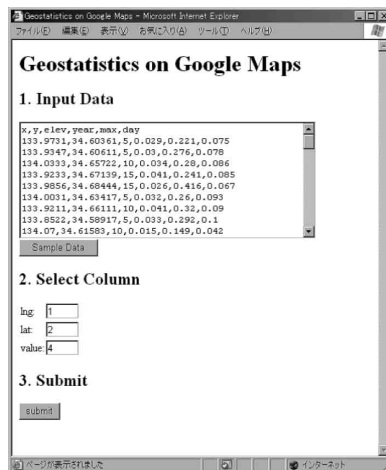 Geostatistics on Google Maps - Microsoft Internet Explorer
ファイル(F) 編集(E) 表示(V) お気に入り(A) ツール(T) ヘルプ(H)
Geostatistics on Google Maps
1. Input Data
x,y,elev,year,max,day
133.9731,34.60361,5,0.029,0.221,0.075
133.9347,34.60611,5,0.03,0.276,0.078
134.0333,34.65722,10,0.034,0.28,0.086
133.9233,34.67139,15,0.041,0.241,0.085
133.9856,34.68444,15,0.026,0.416,0.067
134.0031,34.63417,5,0.032,0.26,0.093
133.9211,34.66111,10,0.041,0.32,0.09
133.8522,34.58917,5,0.033,0.292,0.1
134.07,34.61583,10,0.015,0.149,0.042
Sample Data
2. Select Column
lng: 1
lat: 2
value: 4
3. Submit
submit
ページが表示されました インターネット